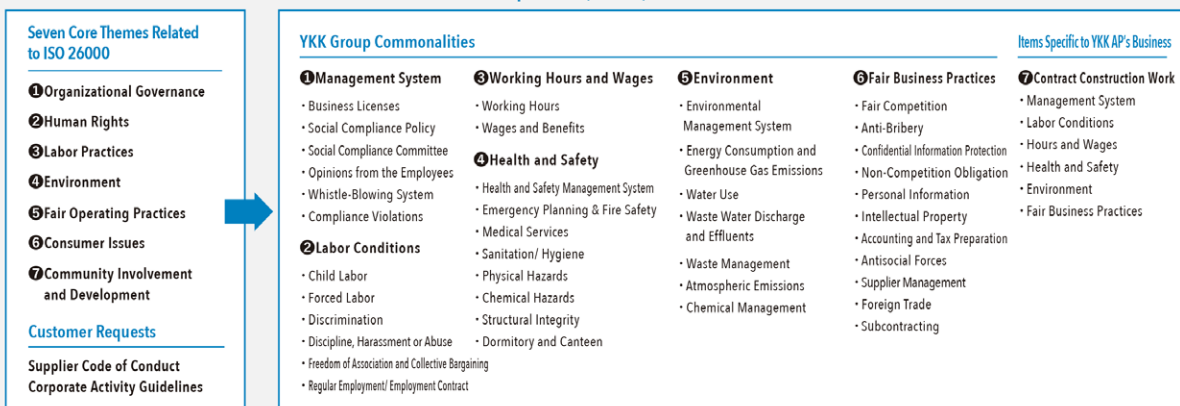 Seven Core Themes Related
to ISO 26000
❶Organizational Governance
❷Human Rights
❸Labor Practices
❹Environment
❺Fair Operating Practices
❻Consumer Issues
❼Community Involvement
and Development
Customer Requests
Supplier Code of Conduct
Corporate Activity Guidelines
YKK Group Commonalities
❶Management System
・Business Licenses
・Social Compliance Policy
・Social Compliance Committee
・Opinions from the Employees
・Whistle-Blowing System
・Compliance Violations
❷Labor Conditions
・Child Labor
・Forced Labor
・Discrimination
・Discipline, Harassment or Abuse
・Freedom of Association and Collective Bargaining
・Regular Employment/ Employment Contract
❸Working Hours and Wages
・Working Hours
・Wages and Benefits
❹Health and Safety
・Health and Safety Management System
・Emergency Planning & Fire Safety
・Medical Services
・Sanitation/ Hygiene
・Physical Hazards
・Chemical Hazards
・Structural Integrity
・Dormitory and Canteen
❺Environment
・Environmental
Management System
・Energy Consumption and
Greenhouse Gas Emissions
・Water Use
・Waste Water Discharge
and Effluents
・Waste Management
・Atmospheric Emissions
・Chemical Management
❻Fair Business Practices
・Fair Competition
・Anti-Bribery
・Confidential Information Protection
・Non-Competition Obligation
・Personal Information
・Intellectual Property
・Accounting and Tax Preparation
・Antisocial Forces
・Supplier Management
・Foreign Trade
・Subcontracting
Items Specific to YKK AP's Business
❼Contract Construction Work
・Management System
・Labor Conditions
・Hours and Wages
・Health and Safety
・Environment
・Fair Business Practices